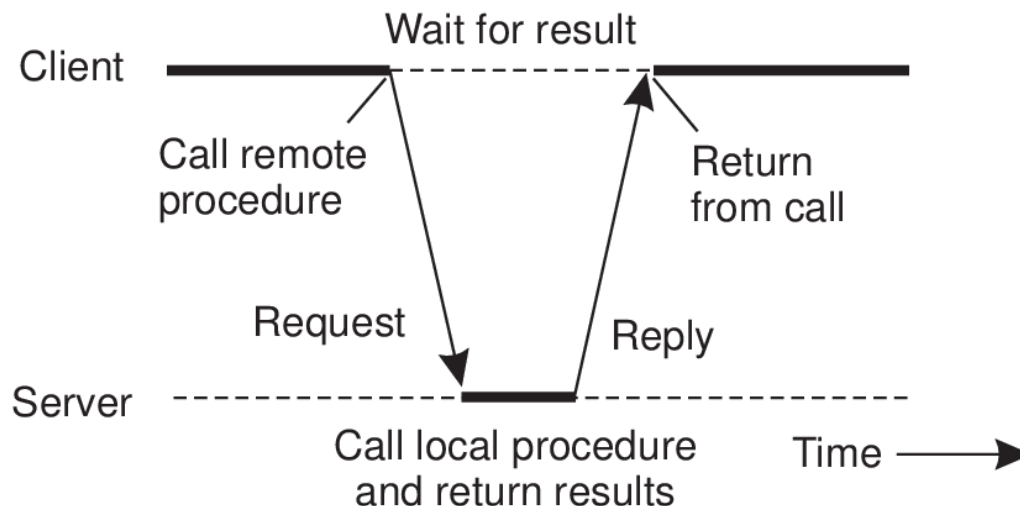 Wait for result
Client
Call remote
procedure
Return
from call
Request
Reply
Server
Call local procedure
and return results
Time